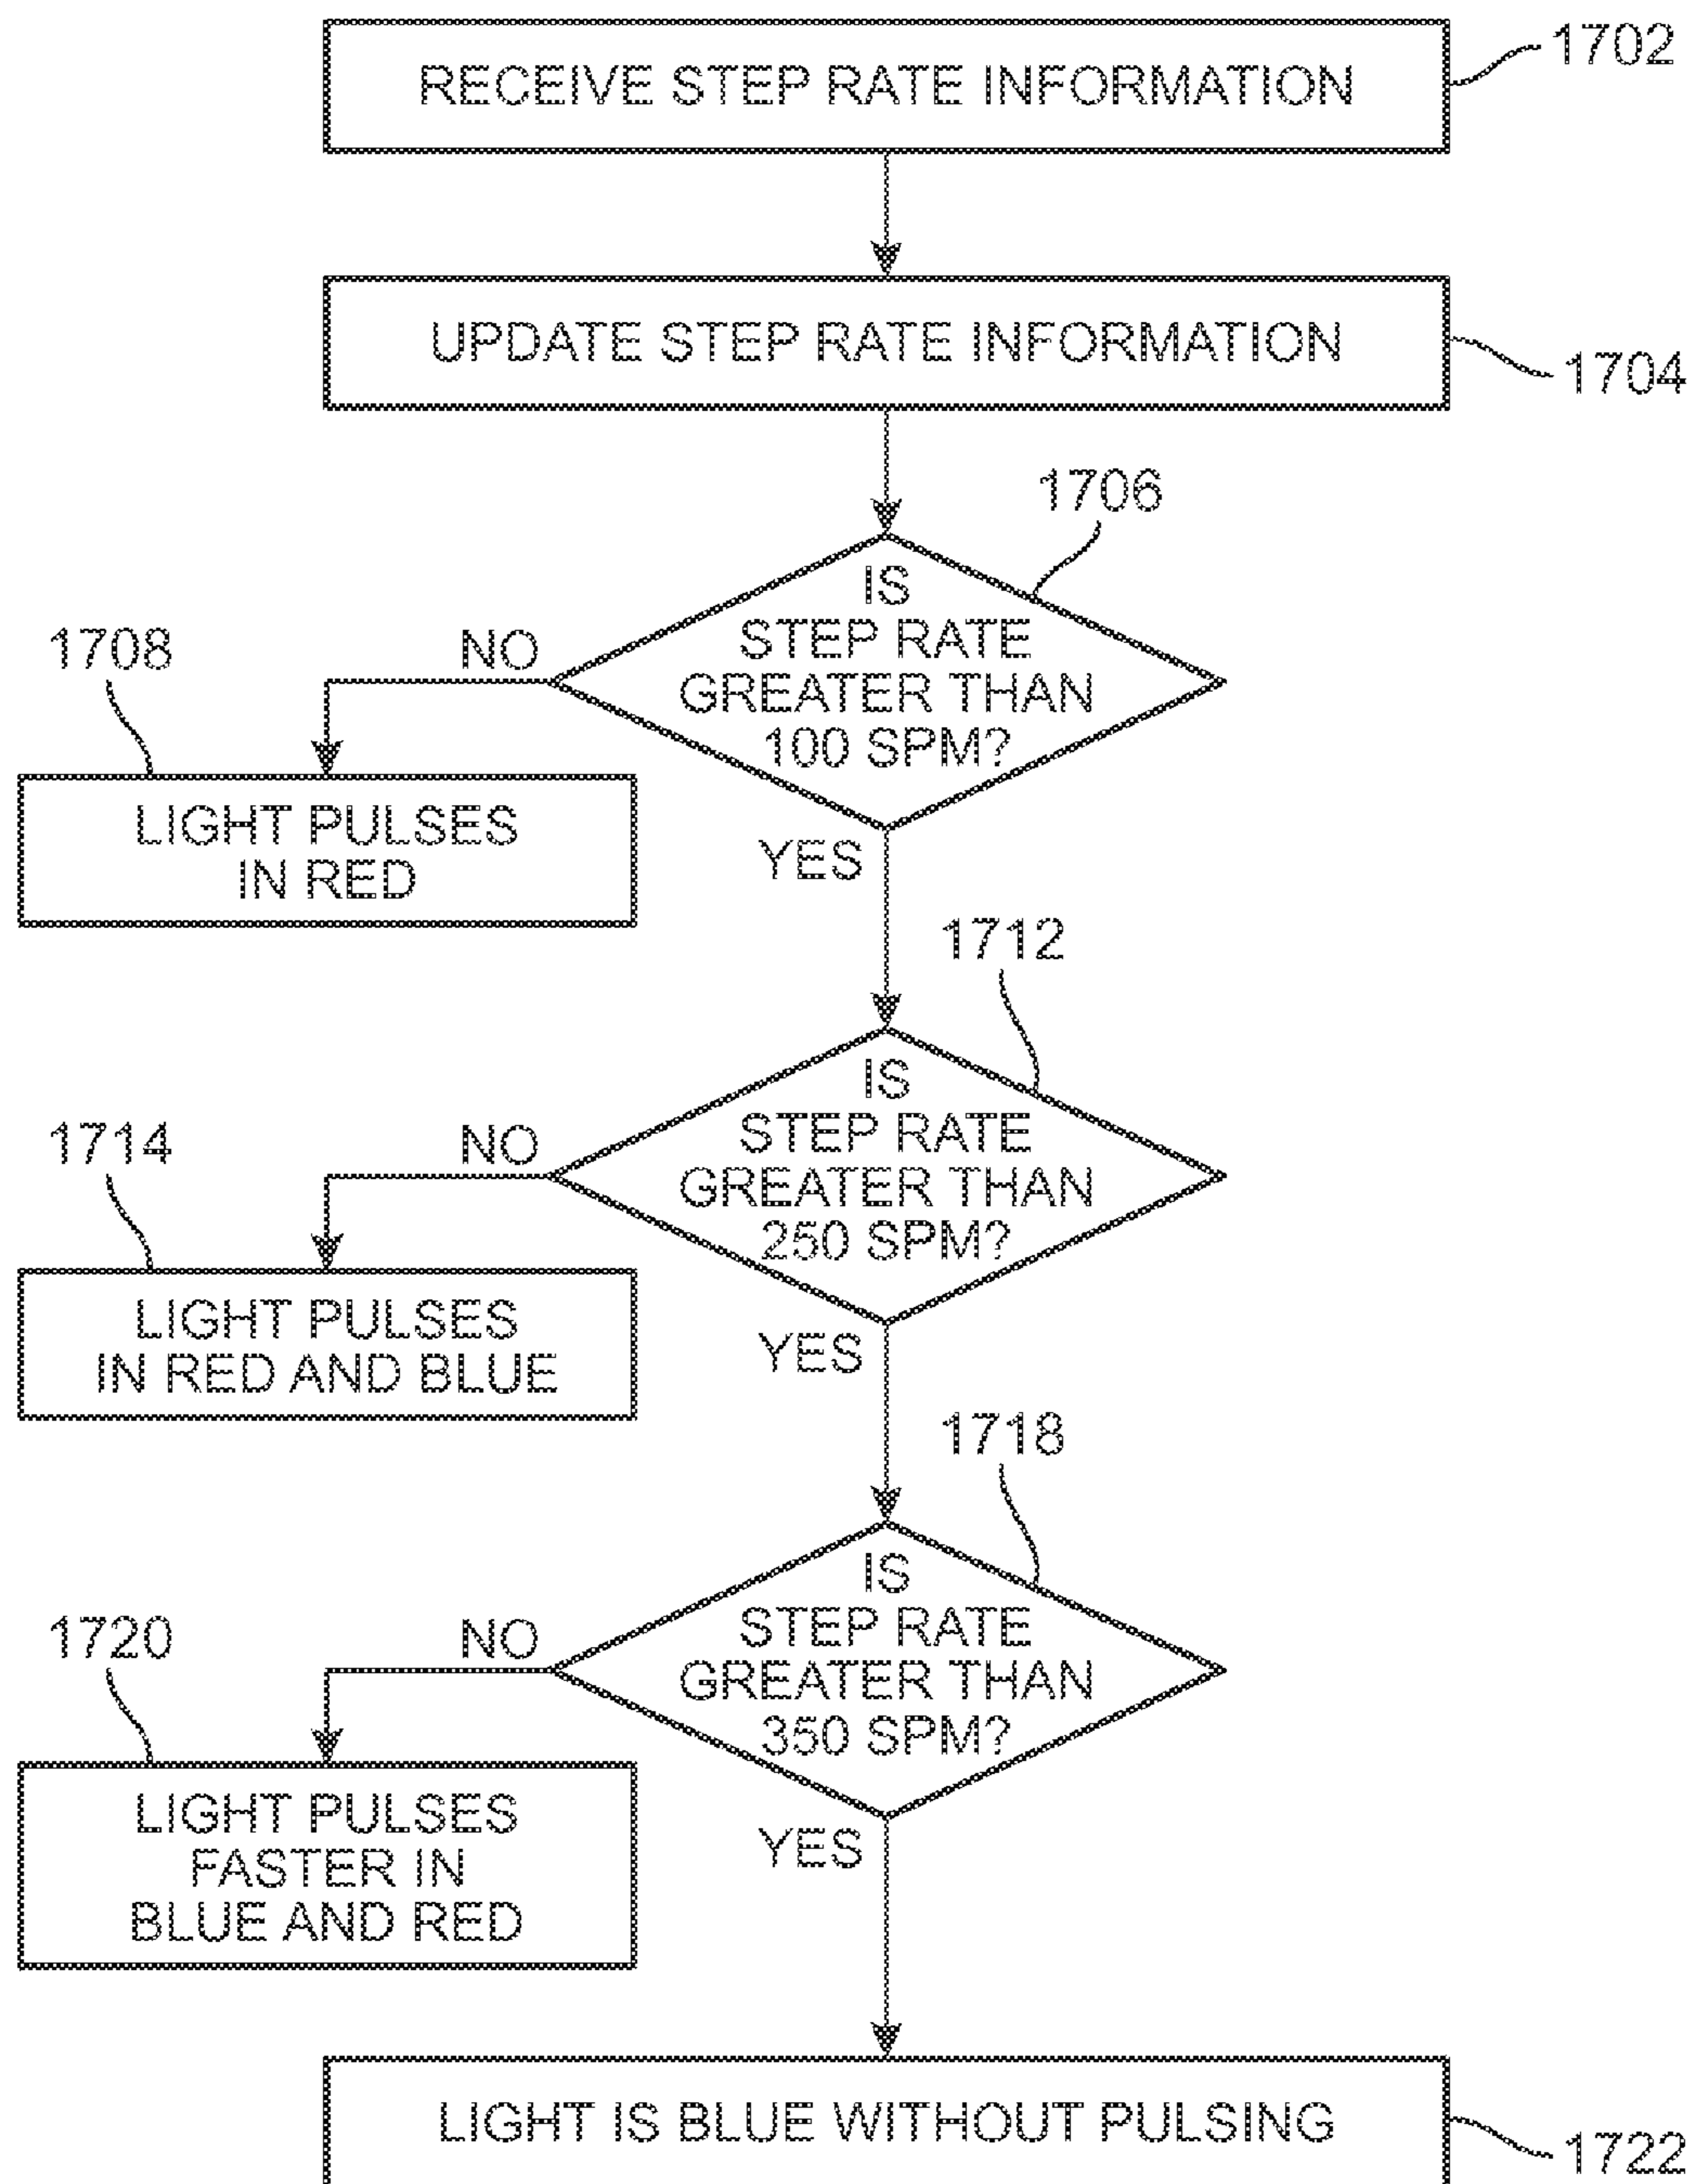 RECEIVE STEP RATE INFORMATION
1702
UPDATE STEP RATE INFORMATION
1704
1706
IS
STEP RATE
GREATER THAN
100 SPM?
NO
1708
LIGHT PULSES
IN RED
YES
1712
IS
STEP RATE
GREATER THAN
250 SPM?
NO
1714
LIGHT PULSES
IN RED AND BLUE
YES
1718
IS
STEP RATE
GREATER THAN
350 SPM?
NO
1720
LIGHT PULSES
FASTER IN
BLUE AND RED
YES
LIGHT IS BLUE WITHOUT PULSING
1722